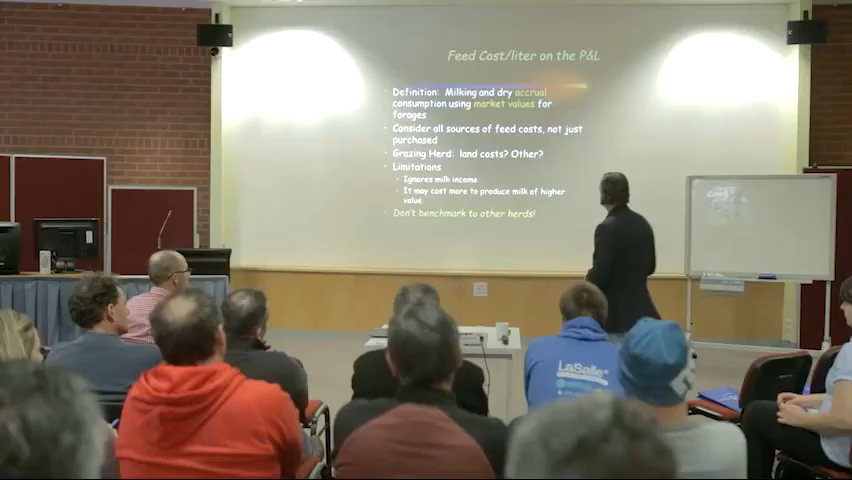 Feed Cost/liter on the P&L
Definition: Milking and dry accrual
consumption using market values for
forages
Consider all sources of feed costs, not just
purchased
Grazing Herd: land costs? Other?
Limitations
Ignores milk income
It may cost more to produce milk of higher
value
Don't benchmark to other herds!
LaSalle